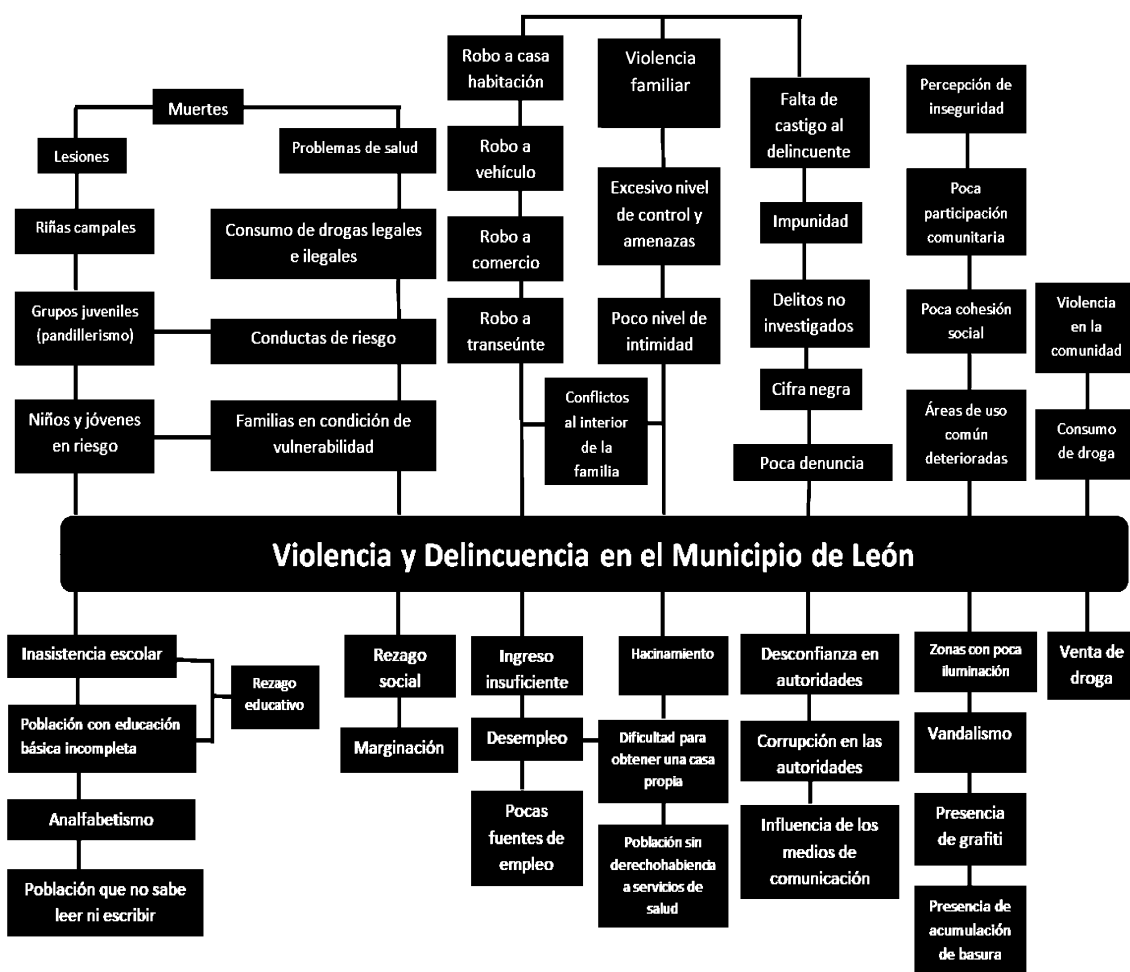 Muertes
Lesiones
Riñas campales
Grupos juveniles
(pandillerismo)
Niños y jóvenes
en riesgo
Problemas de salud
Consumo de drogas legales
e ilegales
Conductas de riesgo
Familias en condición de
vulnerabilidad
Robo a casa
habitación
Robo a
vehículo
Robo a
comercio
Robo a
transeúnte
Violencia
familiar
Excesivo nivel
de control y
amenazas
Poco nivel de
intimidad
Conflictos
al interior
de la
familia
Falta de
castigo al
delincuente
Impunidad
Delitos no
investigados
Cifra negra
Poca denuncia
Percepción de
inseguridad
Poca
participación
comunitaria
Poca cohesión
social
Áreas de uso
común
deterioradas
Violencia
en la
comunidad
Consumo
de droga
Violencia y Delincuencia en el Municipio de León
Inasistencia escolar
Población con educación
básica incompleta
Rezago
educativo
Analfabetismo
Población que no sabe
leer ni escribir
Rezago
social
Marginación
Ingreso
insuficiente
Desempleo
Pocas
fuentes de
empleo
Hacinamiento
Dificultad para
obtener una casa
propia
Población sin
derechohabiencia
a servicios de
salud
Desconfianza en
autoridades
Corrupción en las
autoridades
Influencia de los
medios de
comunicación
Zonas con poca
iluminación
Vandalismo
Presencia
de grafiti
Presencia de
acumulación
de basura
Venta de
droga